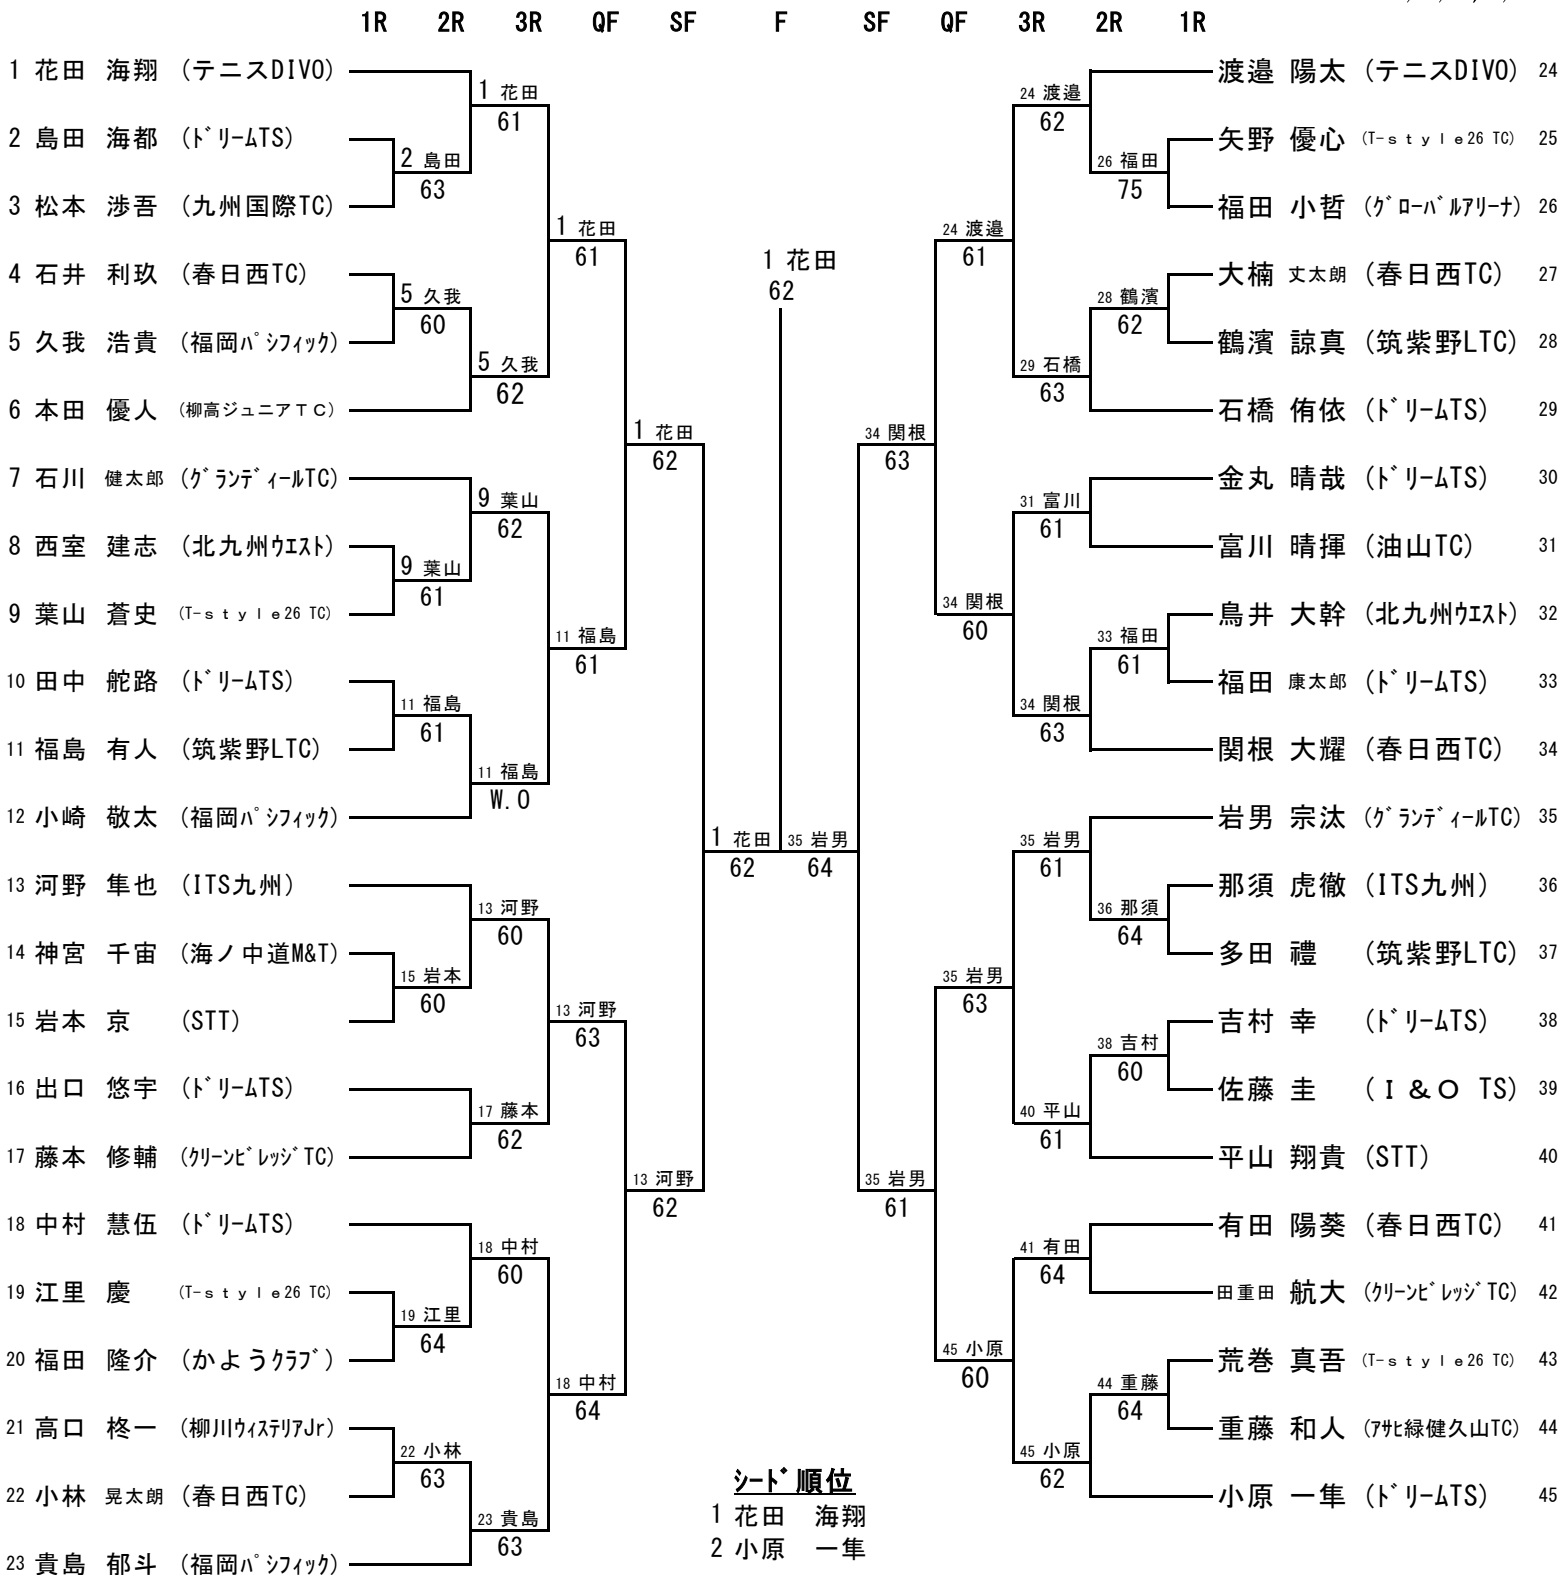 1R 2R 3R QF SF F SF QF 3R 2R 1R
1 花田 海翔 (テニスDIVO)
2 島田 海都 (ﾄﾞﾘｰﾑTS)
3 松本 渉吾 (九州国際TC)
4 石井 利玖 (春日西TC)
5 久我 浩貴 (福岡ﾊﾟｼﾌｨｯｸ)
6 本田 優人 (柳高ジュニアＴＣ)
7 石川 健太郎 (ｸﾞﾗﾝﾃﾞｨｰﾙTC)
8 西室 建志 (北九州ｳｴｽﾄ)
9 葉山 蒼史 (T-ｓｔｙｌｅ26 TC)
10 田中 舵路 (ﾄﾞﾘｰﾑTS)
11 福島 有人 (筑紫野LTC)
12 小崎 敬太 (福岡ﾊﾟｼﾌｨｯｸ)
13 河野 隼也 (ITS九州)
14 神宮 千宙 (海ノ中道M&T)
15 岩本 京 (STT)
16 出口 悠宇 (ﾄﾞﾘｰﾑTS)
17 藤本 修輔 (ｸﾘｰﾝﾋﾞﾚｯｼﾞTC)
18 中村 慧伍 (ﾄﾞﾘｰﾑTS)
19 江里 慶 (T-ｓｔｙｌｅ26 TC)
20 福田 隆介 (かようｸﾗﾌﾞ)
21 高口 柊一 (柳川ｳｨｽﾃﾘｱJr)
22 小林 晃太朗 (春日西TC)
23 貴島 郁斗 (福岡ﾊﾟｼﾌｨｯｸ)
2 島田
63
5 久我
60
9 葉山
61
11 福島
61
15 岩本
60
19 江里
64
22 小林
63
1 花田
61
5 久我
62
9 葉山
62
11 福島
W.O
13 河野
60
17 藤本
62
18 中村
60
23 貴島
63
1 花田
61
11 福島
61
13 河野
63
18 中村
64
1 花田
62
13 河野
62
1 花田
62
1 花田
62
35 岩男
64
34 関根
63
35 岩男
61
24 渡邉
61
34 関根
60
35 岩男
63
45 小原
60
24 渡邉
62
29 石橋
63
31 富川
61
34 関根
63
35 岩男
61
40 平山
61
41 有田
64
45 小原
62
26 福田
75
28 鶴濱
62
33 福田
61
36 那須
64
38 吉村
60
44 重藤
64
渡邉 陽太 (テニスDIVO) 24
矢野 優心 (T-ｓｔｙｌｅ26 TC) 25
福田 小哲 (ｸﾞﾛｰﾊﾞﾙｱﾘｰﾅ) 26
大楠 丈太朗 (春日西TC) 27
鶴濱 諒真 (筑紫野LTC) 28
石橋 侑依 (ﾄﾞﾘｰﾑTS) 29
金丸 晴哉 (ﾄﾞﾘｰﾑTS) 30
富川 晴揮 (油山TC) 31
鳥井 大幹 (北九州ｳｴｽﾄ) 32
福田 康太郎 (ﾄﾞﾘｰﾑTS) 33
関根 大耀 (春日西TC) 34
岩男 宗汰 (ｸﾞﾗﾝﾃﾞｨｰﾙTC) 35
那須 虎徹 (ITS九州) 36
多田 禮 (筑紫野LTC) 37
吉村 幸 (ﾄﾞﾘｰﾑTS) 38
佐藤 圭 (Ｉ＆Ｏ TS) 39
平山 翔貴 (STT) 40
有田 陽葵 (春日西TC) 41
田重田 航大 (ｸﾘｰﾝﾋﾞﾚｯｼﾞTC) 42
荒巻 真吾 (T-ｓｔｙｌｅ26 TC) 43
重藤 和人 (ｱｻﾋ緑健久山TC) 44
小原 一隼 (ﾄﾞﾘｰﾑTS) 45
ｼｰﾄﾞ順位
1 花田 海翔
2 小原 一隼